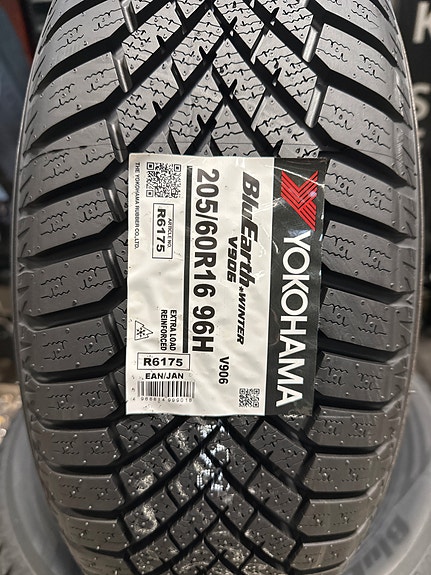 YOKOHAMA
BluEarth*WINTER
V906
205/60R16 96H
V906
ARTICLE NO.
R6175
EXTRA LOAD
REINFORCED
THE YOKOHAMA RUBBER CO.,LTD.
R6175
EAN/JAN